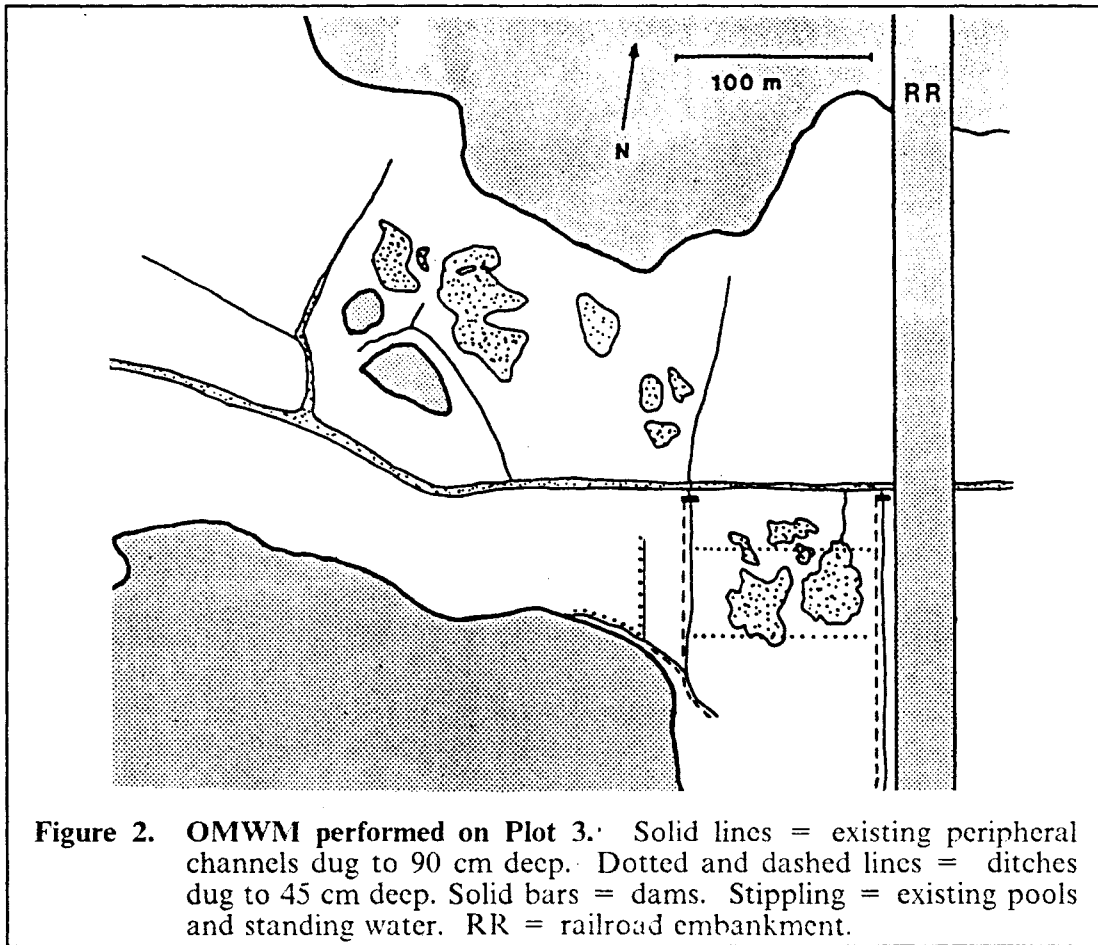 100 m
RR
N
Figure 2. OMWM performed on Plot 3. Solid lines = existing peripheral
channels dug to 90 cm deep. Dotted and dashed lines = ditches
dug to 45 cm deep. Solid bars = dams. Stippling = existing pools
and standing water. RR = railroad embankment.